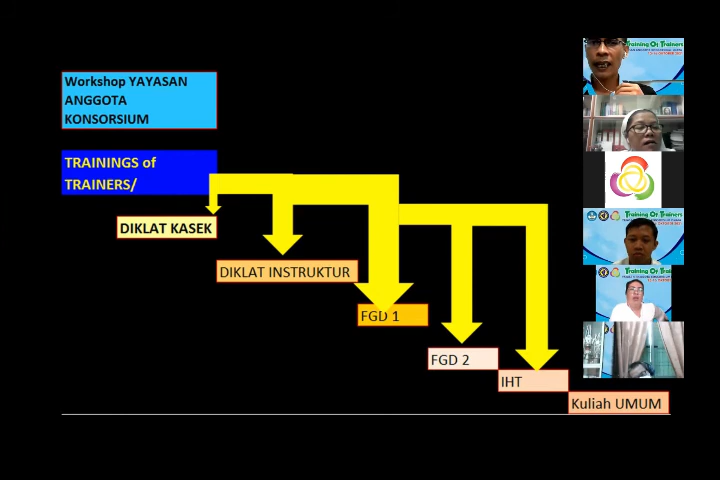 Workshop YAYASAN
ANGGOTA
KONSORSIUM
TRAININGS of
TRAINERS/
DIKLAT KASEK
DIKLAT INSTRUKTUR
FGD 1
FGD 2
IHT
Kuliah UMUM
Training Of Trainers
Training Of Trainers
Training Of Trainers